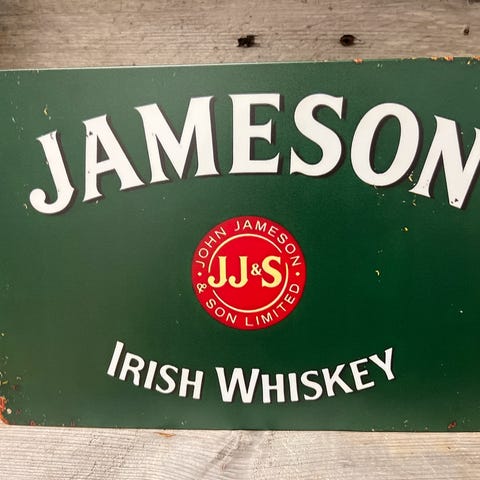 JAMESON
JOHN JAMESON
JJ&S
& SON LIMITED
IRISH WHISKEY